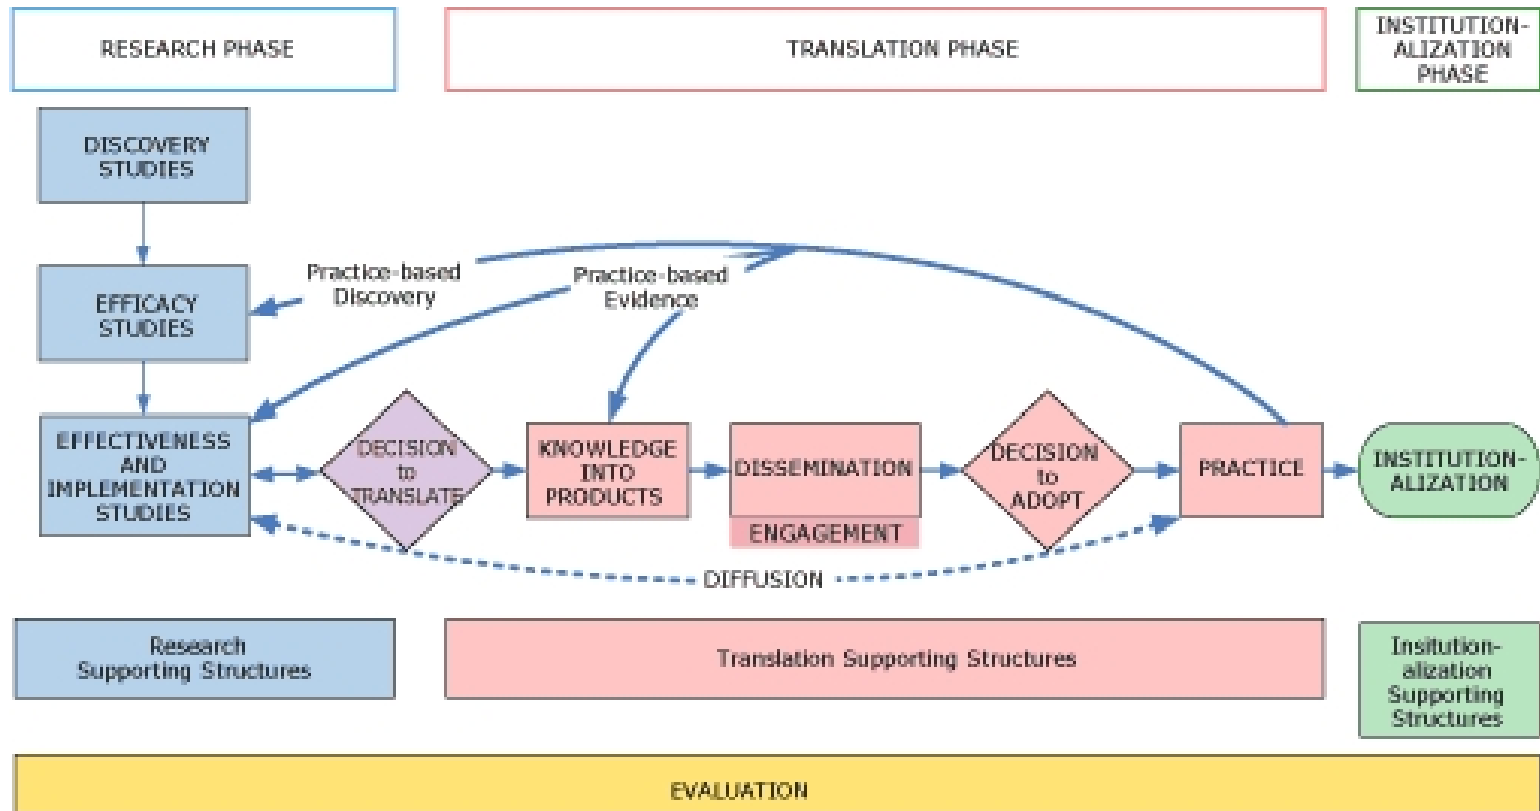 RESEARCH PHASE
TRANSLATION PHASE
INSTITUTION-
ALIZATION
PHASE
DISCOVERY
STUDIES
EFFICACY
STUDIES
Practice-based
Discovery
Practice-based
Evidence
EFFECTIVENESS
AND
IMPLEMENTATION
STUDIES
DECISION
to
TRANSLATE
KNOWLEDGE
INTO
PRODUCTS
DISSEMINATION
ENGAGEMENT
DECISION
to
ADOPT
PRACTICE
INSTITUTION-
ALIZATION
DIFFUSION
Research
Supporting Structures
Translation Supporting Structures
Insitution-
alization
Supporting
Structures
EVALUATION